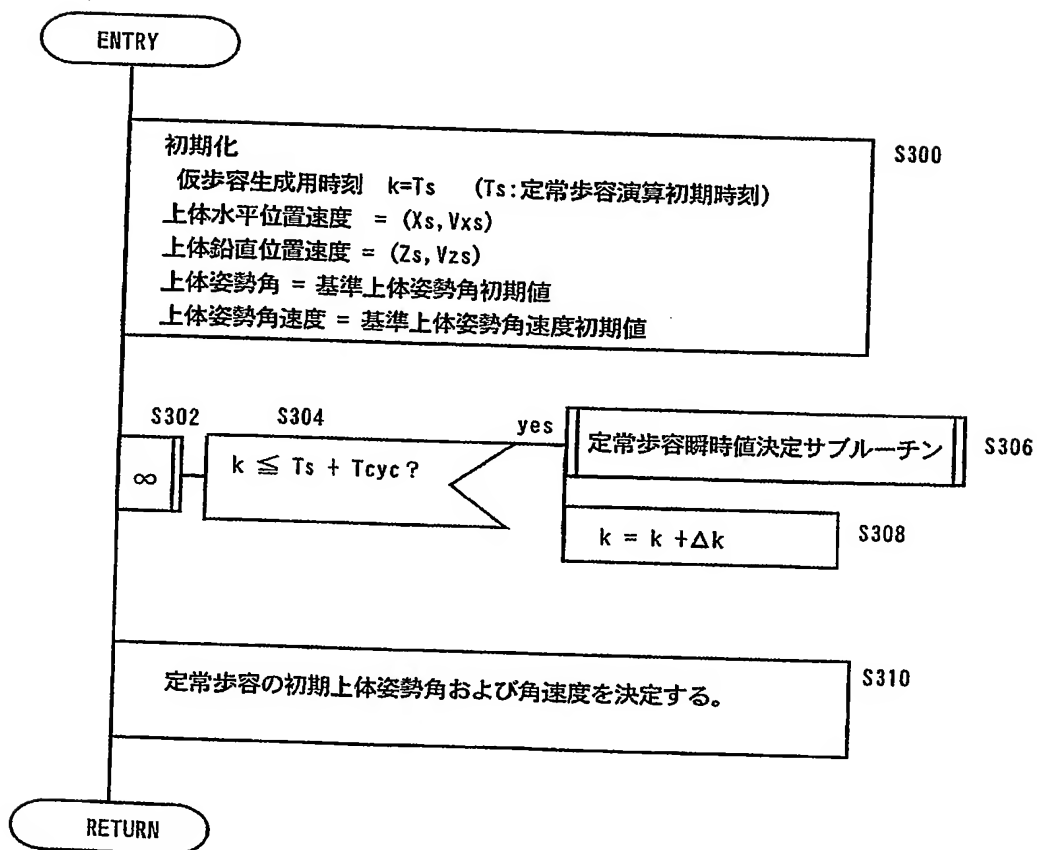 ENTRY
初期化
仮歩容生成用時刻 k=Ts (Ts:定常歩容演算初期時刻)
上体水平位置速度 = (Xs,Vxs)
上体鉛直位置速度 = (Zs,Vzs)
上体姿勢角 = 基準上体姿勢角初期値
上体姿勢角速度 = 基準上体姿勢角速度初期値
S300
S302
S304
∞
k ≦ Ts + Tcyc?
yes
定常歩容瞬時値決定サブルーチン
S306
k = k +Δk
S308
定常歩容の初期上体姿勢角および角速度を決定する。
S310
RETURN